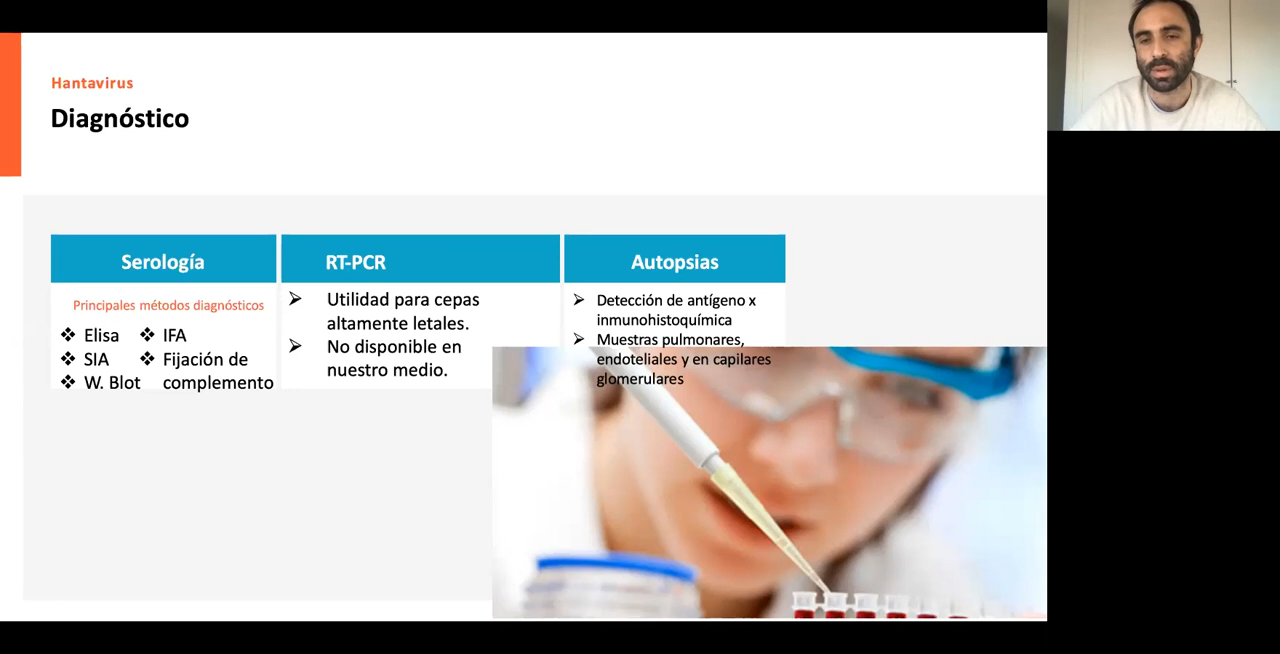 Hantavirus
Diagnóstico
Serología
Principales métodos diagnósticos
❖ Elisa
❖ SIA
❖ W. Blot
❖ IFA
❖ Fijación de
complemento
RT-PCR
➢ Utilidad para cepas
altamente letales.
➢ No disponible en
nuestro medio.
Autopsias
➢ Detección de antígeno x
inmunohistoquímica
➢ Muestras pulmonares,
endoteliales y en capilares
glomerulares